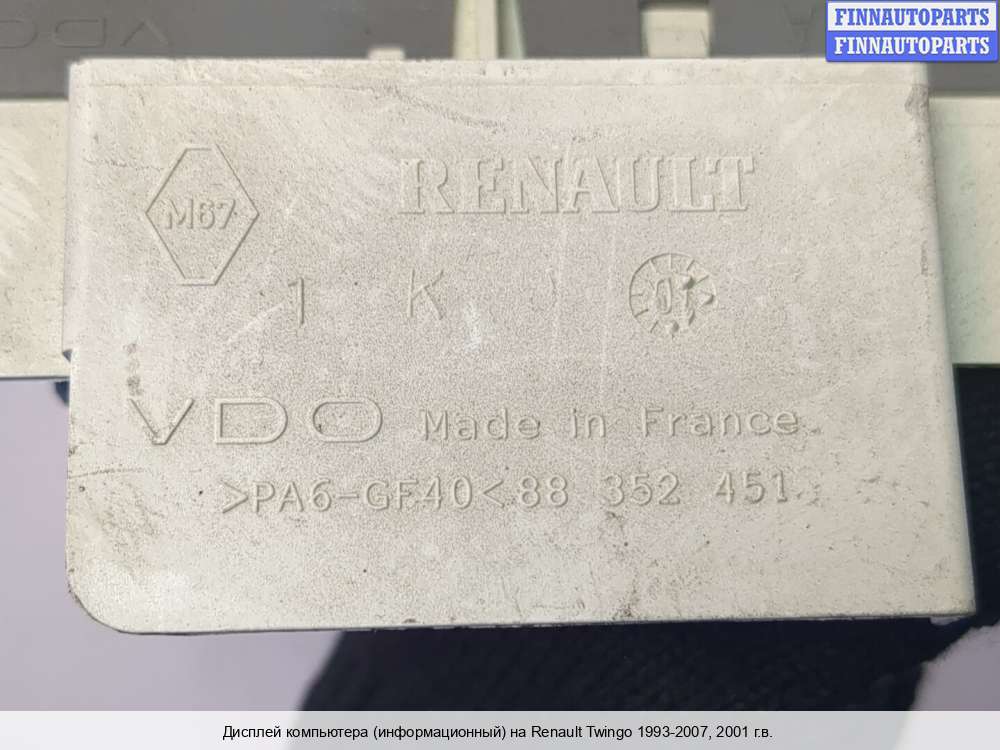 FINNAUTOPARTS
FINNAUTOPARTS
RENAULT
M67
1 K 01
VDO Made in France
>PA6-GF40<88 352 451
Дисплей компьютера (информационный) на Renault Twingo 1993-2007, 2001 г.в.